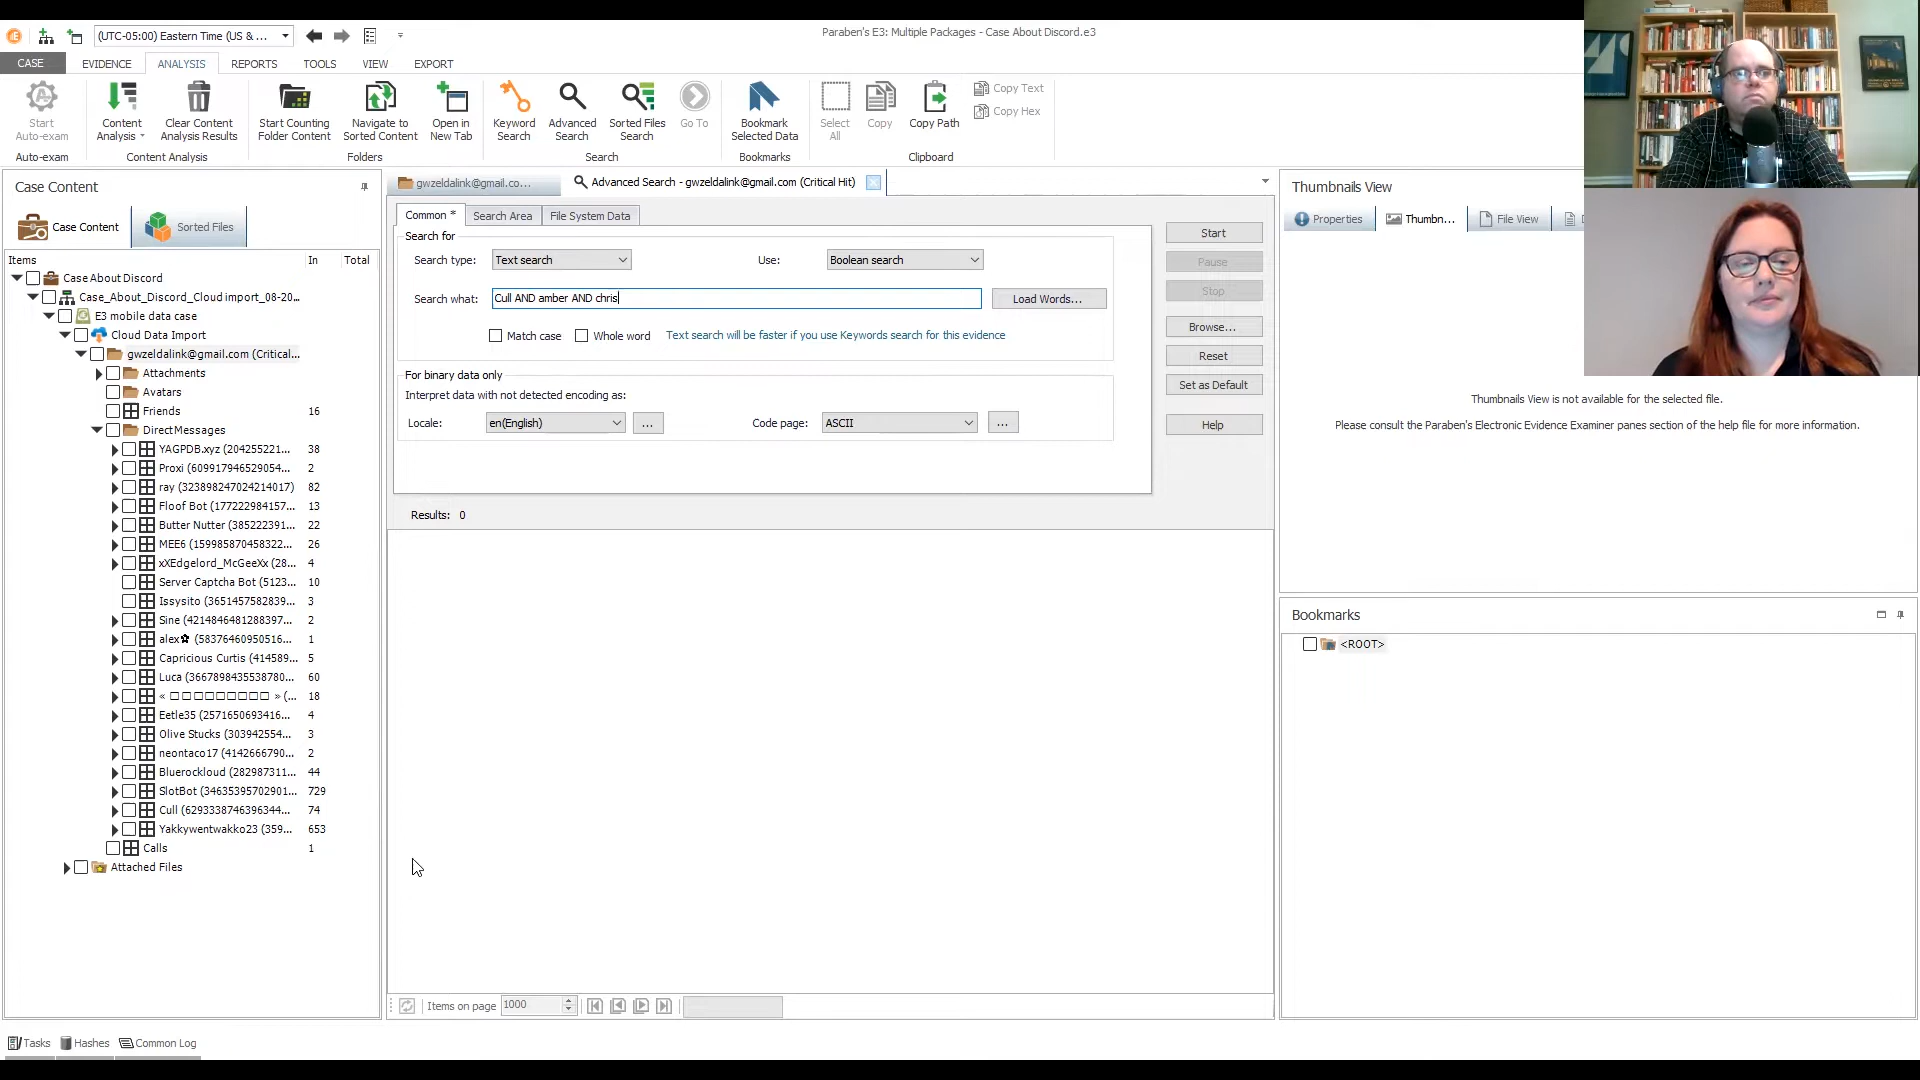 (UTC-05:00) Eastern Time (US & ...
Paraben's E3: Multiple Packages - Case About Discord.e3
CASE
EVIDENCE
ANALYSIS
REPORTS
TOOLS
VIEW
EXPORT
Start Auto-exam
Content Analysis
Clear Content Analysis Results
Start Counting Folder Content
Navigate to Sorted Content
Open in New Tab
Keyword Search
Advanced Search
Sorted Files Search
Go To
Bookmark Selected Data
Select All
Copy
Copy Path
Copy Text
Copy Hex
Auto-exam
Content Analysis
Folders
Search
Bookmarks
Clipboard
Case Content
Case Content
Sorted Files
Items In Total
Case About Discord
Case_About_Discord_Cloud import_08-20...
E3 mobile data case
Cloud Data Import
gwzeldalink@gmail.com (Critical...
Attachments
Avatars
Friends 16
DirectMessages
YAGPDB.xyz (204255221... 38
Proxi (609917946529054... 2
ray (323898247024214017) 82
Floof Bot (177222984157... 13
Butter Nutter (385222391... 22
MEE6 (159985870458322... 26
xXEdgelord_McGeeXx (28... 4
Server Captcha Bot (5123... 10
Issysito (3651457582839... 3
Sine (4214846481288397... 2
alex✿ (58376460950516... 1
Capricious Curtis (414589... 5
Luca (3667898435538780... 60
« □□□□□□□□□ » (... 18
Eetle35 (2571650693416... 4
Olive Stucks (303942554... 3
neontaco17 (4142666790... 2
Bluerockloud (282987311... 44
SlotBot (34635395702901... 729
Cull (6293338746396344... 74
Yakkywentwakko23 (359... 653
Calls 1
Attached Files
gwzeldalink@gmail.co...
Advanced Search - gwzeldalink@gmail.com (Critical Hit)
Common *
Search Area
File System Data
Search for
Search type: Text search
Use: Boolean search
Search what: Cull AND amber AND chris
Load Words...
Match case
Whole word
Text search will be faster if you use Keywords search for this evidence
For binary data only
Interpret data with not detected encoding as:
Locale: en(English) ...
Code page: ASCII ...
Start
Pause
Stop
Browse...
Reset
Set as Default
Help
Results: 0
Items on page 1000
Thumbnails View
Properties
Thumbn...
File View
Thumbnails View is not available for the selected file.
Please consult the Paraben's Electronic Evidence Examiner panes section of the help file for more information.
Bookmarks
<ROOT>
Tasks
Hashes
Common Log